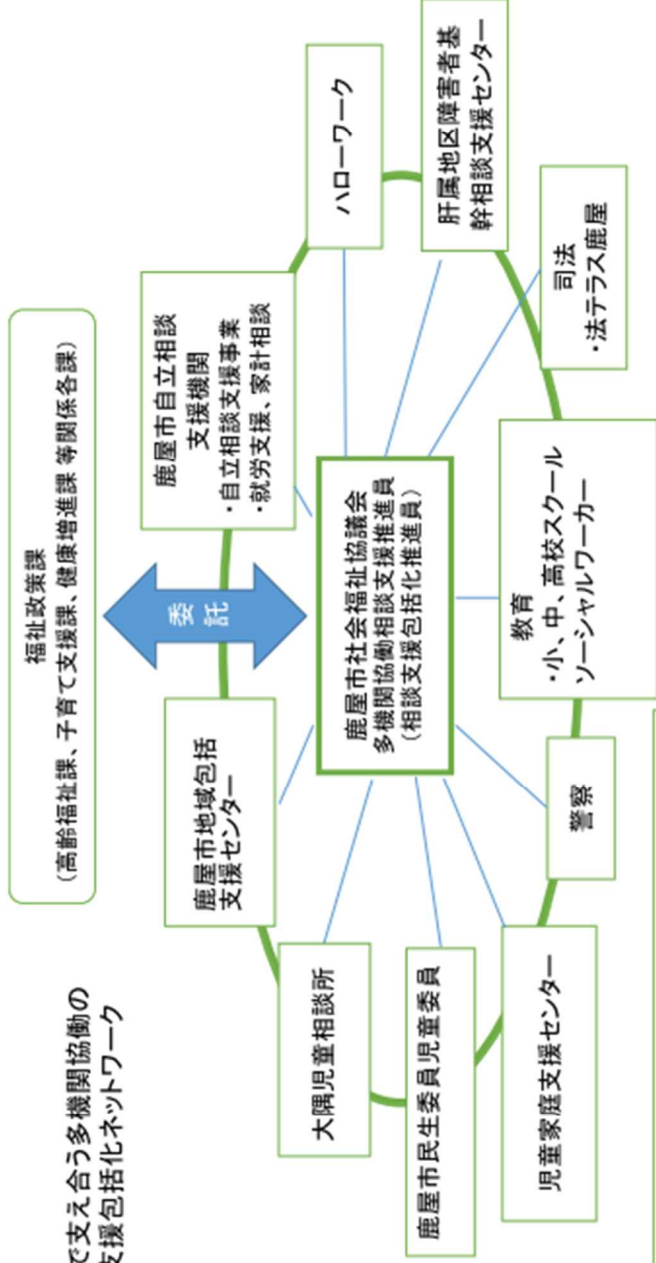 で支え合う多機関協働の
支援包括化ネットワーク
福祉政策課
(高齢福祉課、子育て支援課、健康増進課 等関係各課)
委託
鹿屋市地域包括
支援センター
鹿屋市自立相談
支援機関
・自立相談支援事業
・就労支援、家計相談
大隅児童相談所
ハローワーク
鹿屋市社会福祉協議会
多機関協働相談支援推進員
(相談支援包括化推進員)
鹿屋市民生委員児童委員
肝属地区障害者基
幹相談支援センター
児童家庭支援センター
警察
教育
・小、中、高校スクール
ソーシャルワーカー
司法
・法テラス鹿屋